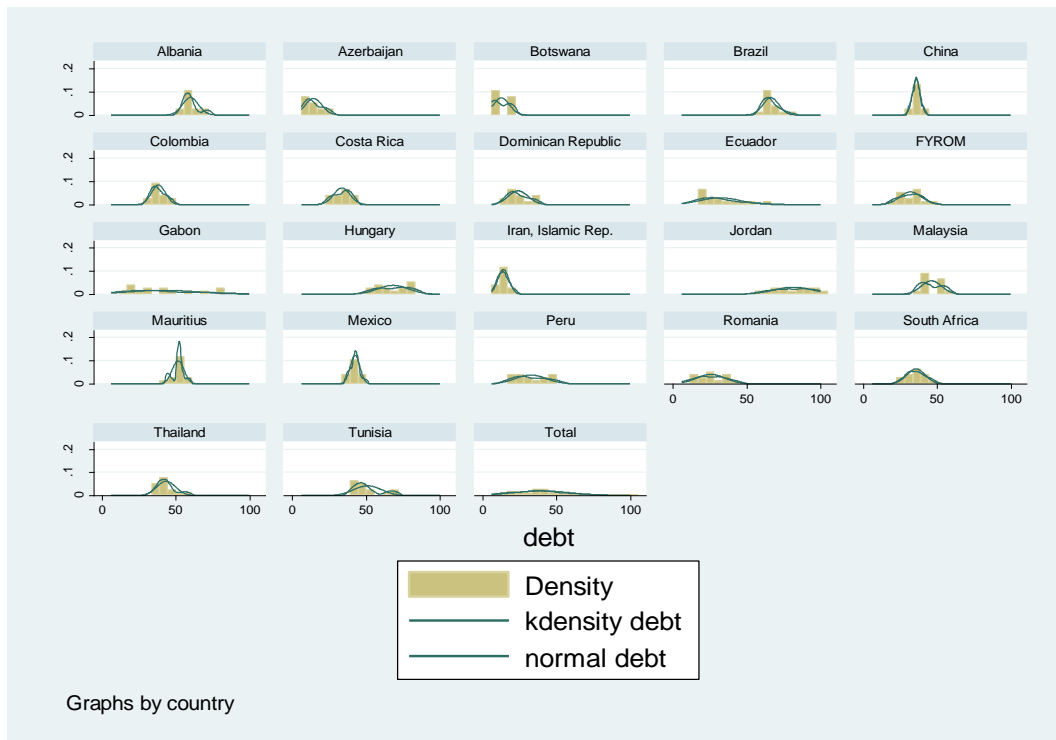 Albania Azerbaijan Botswana Brazil China
0 .1 .2
Colombia Costa Rica Dominican Republic Ecuador FYROM
0 .1 .2
Gabon Hungary Iran, Islamic Rep. Jordan Malaysia
0 .1 .2
Mauritius Mexico Peru Romania South Africa
0 .1 .2
0 50 100 0 50 100
Thailand Tunisia Total
0 .1 .2
0 50 100 0 50 100 0 50 100
debt
Density
kdensity debt
normal debt
Graphs by country